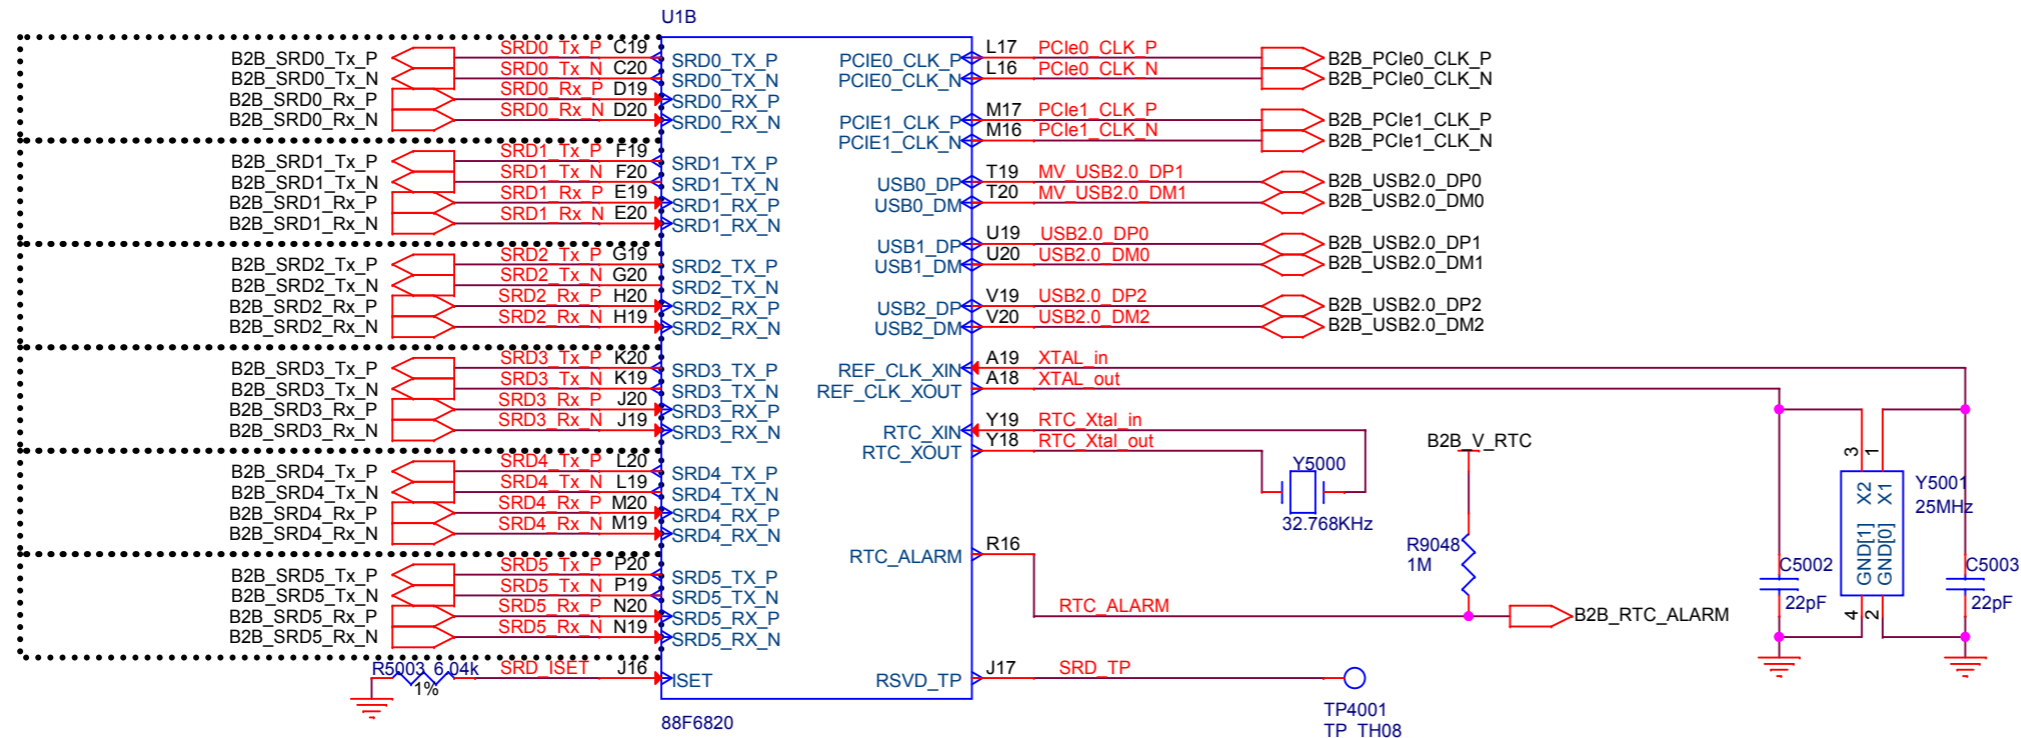 U1B
B2B_SRD0_Tx_P SRD0_Tx_P C19 SRD0_TX_P
B2B_SRD0_Tx_N SRD0_Tx_N C20 SRD0_TX_N
B2B_SRD0_Rx_P SRD0_Rx_P D19 SRD0_RX_P
B2B_SRD0_Rx_N SRD0_Rx_N D20 SRD0_RX_N
B2B_SRD1_Tx_P SRD1_Tx_P F19 SRD1_TX_P
B2B_SRD1_Tx_N SRD1_Tx_N F20 SRD1_TX_N
B2B_SRD1_Rx_P SRD1_Rx_P E19 SRD1_RX_P
B2B_SRD1_Rx_N SRD1_Rx_N E20 SRD1_RX_N
B2B_SRD2_Tx_P SRD2_Tx_P G19 SRD2_TX_P
B2B_SRD2_Tx_N SRD2_Tx_N G20 SRD2_TX_N
B2B_SRD2_Rx_P SRD2_Rx_P H20 SRD2_RX_P
B2B_SRD2_Rx_N SRD2_Rx_N H19 SRD2_RX_N
B2B_SRD3_Tx_P SRD3_Tx_P K20 SRD3_TX_P
B2B_SRD3_Tx_N SRD3_Tx_N K19 SRD3_TX_N
B2B_SRD3_Rx_P SRD3_Rx_P J20 SRD3_RX_P
B2B_SRD3_Rx_N SRD3_Rx_N J19 SRD3_RX_N
B2B_SRD4_Tx_P SRD4_Tx_P L20 SRD4_TX_P
B2B_SRD4_Tx_N SRD4_Tx_N L19 SRD4_TX_N
B2B_SRD4_Rx_P SRD4_Rx_P M20 SRD4_RX_P
B2B_SRD4_Rx_N SRD4_Rx_N M19 SRD4_RX_N
B2B_SRD5_Tx_P SRD5_Tx_P P20 SRD5_TX_P
B2B_SRD5_Tx_N SRD5_Tx_N P19 SRD5_TX_N
B2B_SRD5_Rx_P SRD5_Rx_P N20 SRD5_RX_P
B2B_SRD5_Rx_N SRD5_Rx_N N19 SRD5_RX_N
R5003 6.04k SRD_ISET J16 ISET
1%
88F6820
PCIE0_CLK_P L17 PCIe0_CLK_P B2B_PCIe0_CLK_P
PCIE0_CLK_N L16 PCIe0_CLK_N B2B_PCIe0_CLK_N
PCIE1_CLK_P M17 PCIe1_CLK_P B2B_PCIe1_CLK_P
PCIE1_CLK_N M16 PCIe1_CLK_N B2B_PCIe1_CLK_N
USB0_DP T19 MV_USB2.0_DP1 B2B_USB2.0_DP0
USB0_DM T20 MV_USB2.0_DM1 B2B_USB2.0_DM0
USB1_DP U19 USB2.0_DP0 B2B_USB2.0_DP1
USB1_DM U20 USB2.0_DM0 B2B_USB2.0_DM1
USB2_DP V19 USB2.0_DP2 B2B_USB2.0_DP2
USB2_DM V20 USB2.0_DM2 B2B_USB2.0_DM2
REF_CLK_XIN A19 XTAL_in
REF_CLK_XOUT A18 XTAL_out
RTC_XIN Y19 RTC_Xtal_in
RTC_XOUT Y18 RTC_Xtal_out
Y5000
32.768KHz
B2B_V_RTC
R9048
1M
RTC_ALARM R16 RTC_ALARM B2B_RTC_ALARM
RSVD_TP J17 SRD_TP
TP4001
TP_TH08
3 1
X2 X1
GND[1] GND[0]
4 2
Y5001
25MHz
C5002
22pF
C5003
22pF